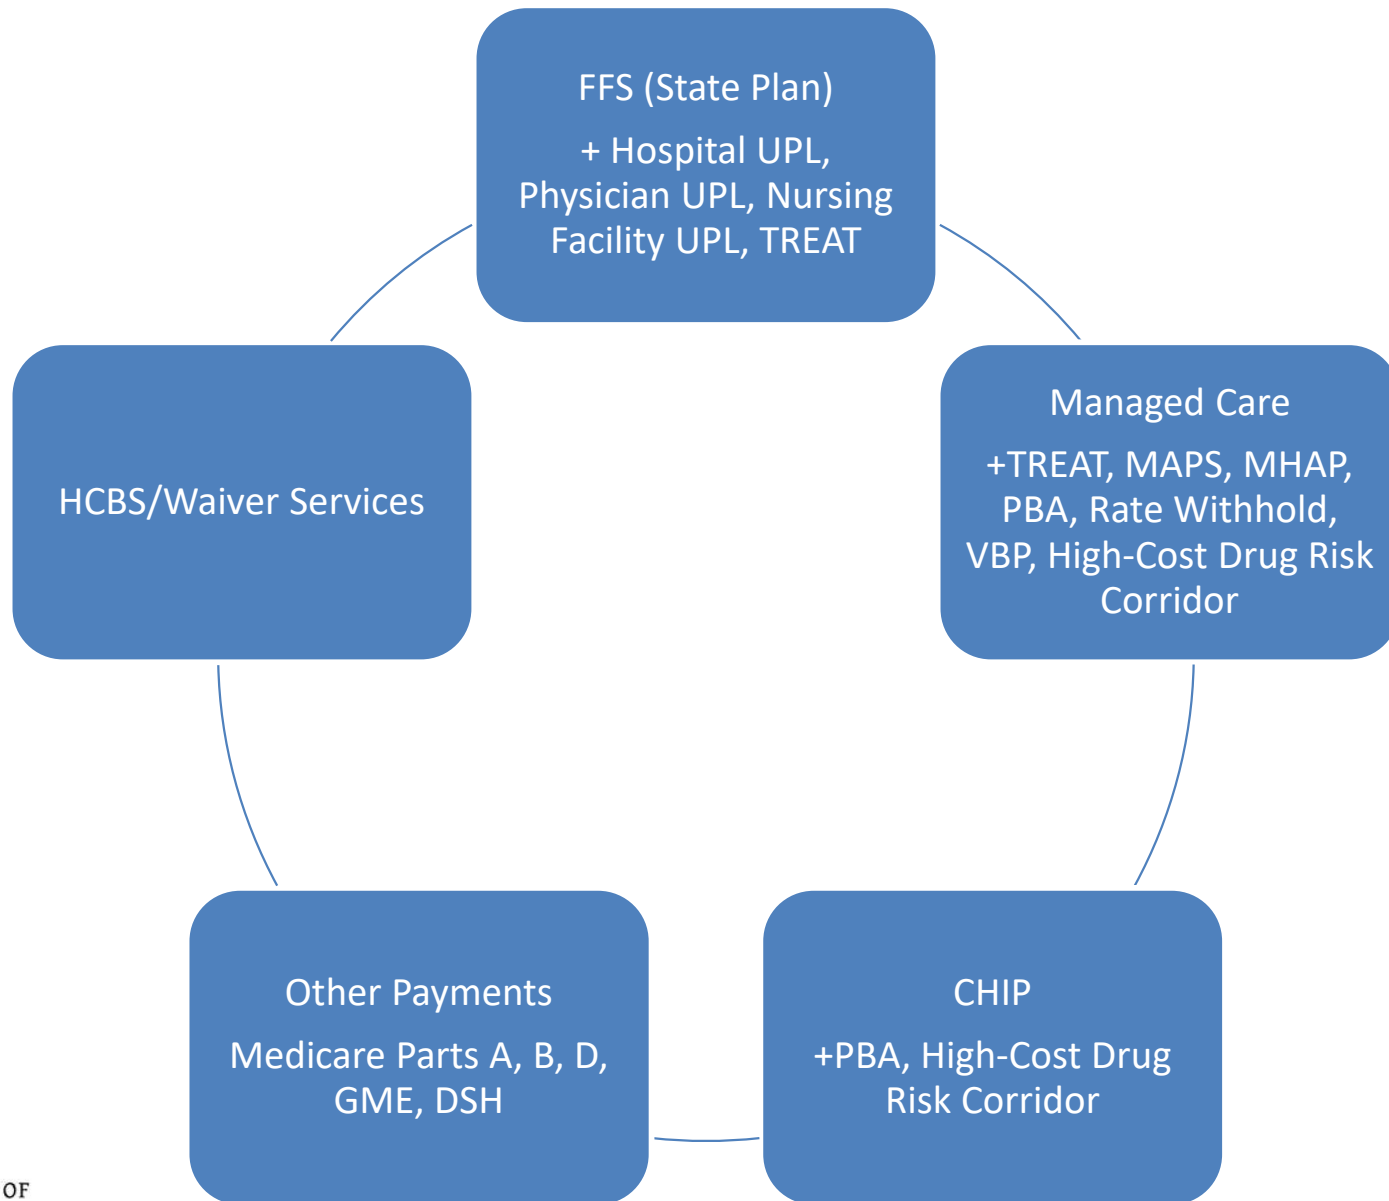 FFS (State Plan)
+ Hospital UPL,
Physician UPL, Nursing
Facility UPL, TREAT
Managed Care
+TREAT, MAPS, MHAP,
PBA, Rate Withhold,
VBP, High-Cost Drug Risk
Corridor
HCBS/Waiver Services
Other Payments
Medicare Parts A, B, D,
GME, DSH
CHIP
+PBA, High-Cost Drug
Risk Corridor
OF